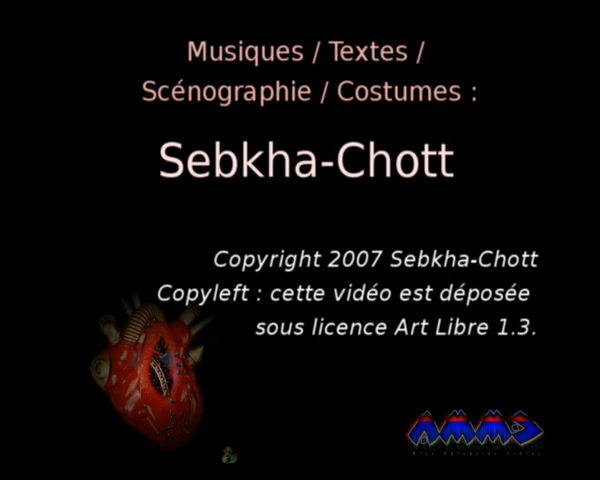 Musiques / Textes /
Scénographie / Costumes :
Sebkha-Chott
Copyright 2007 Sebkha-Chott
Copyleft : cette vidéo est déposée
sous licence Art Libre 1.3.
AMMD